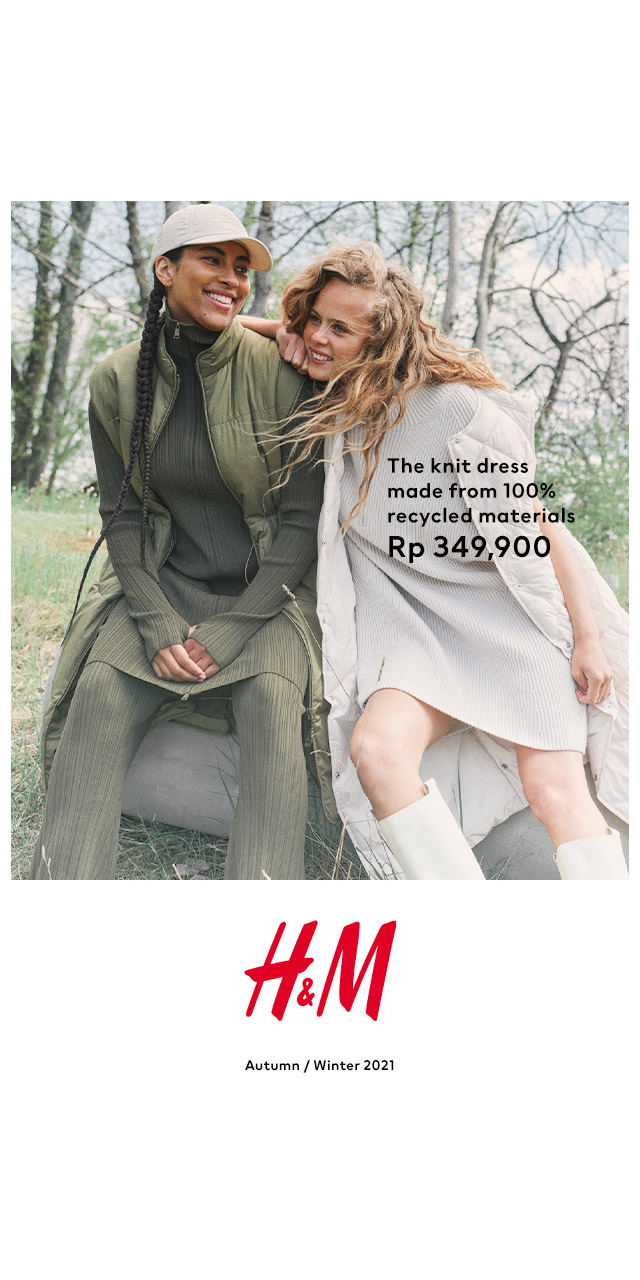 The knit dress
made from 100%
recycled materials
Rp 349,900
H&M
Autumn / Winter 2021